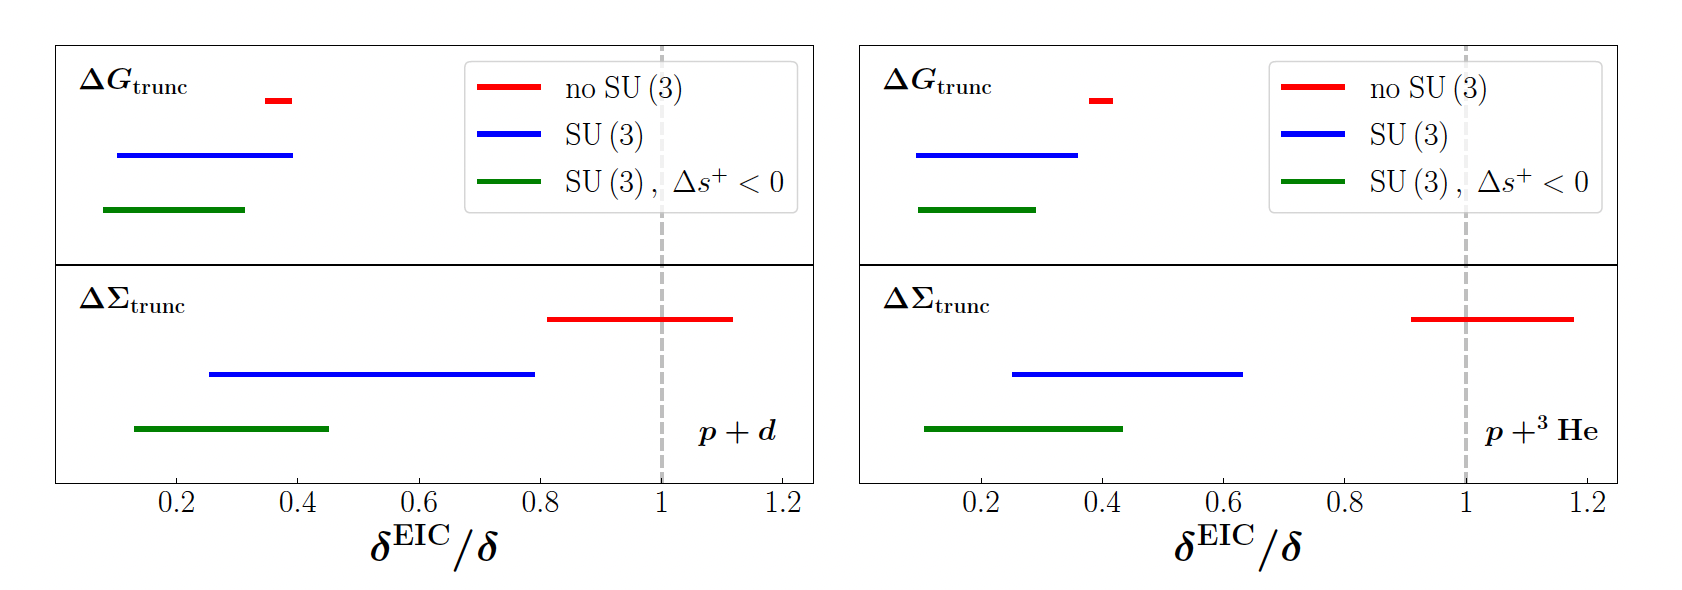 ΔG_trunc
no SU (3)
SU (3)
SU (3) , Δs⁺ < 0
ΔΣ_trunc
p + d
0.2 0.4 0.6 0.8 1 1.2
δ^EIC/δ
ΔG_trunc
no SU (3)
SU (3)
SU (3) , Δs⁺ < 0
ΔΣ_trunc
p +³ He
0.2 0.4 0.6 0.8 1 1.2
δ^EIC/δ